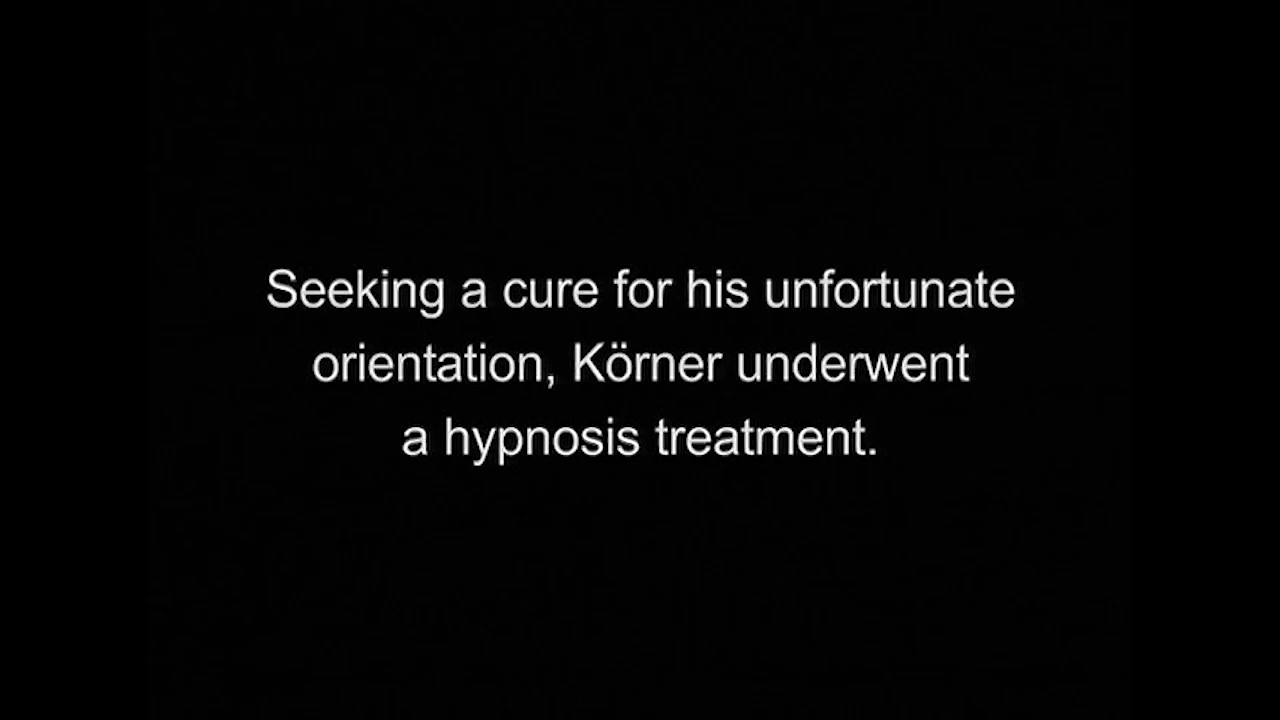 Seeking a cure for his unfortunate
orientation, Körner underwent
a hypnosis treatment.